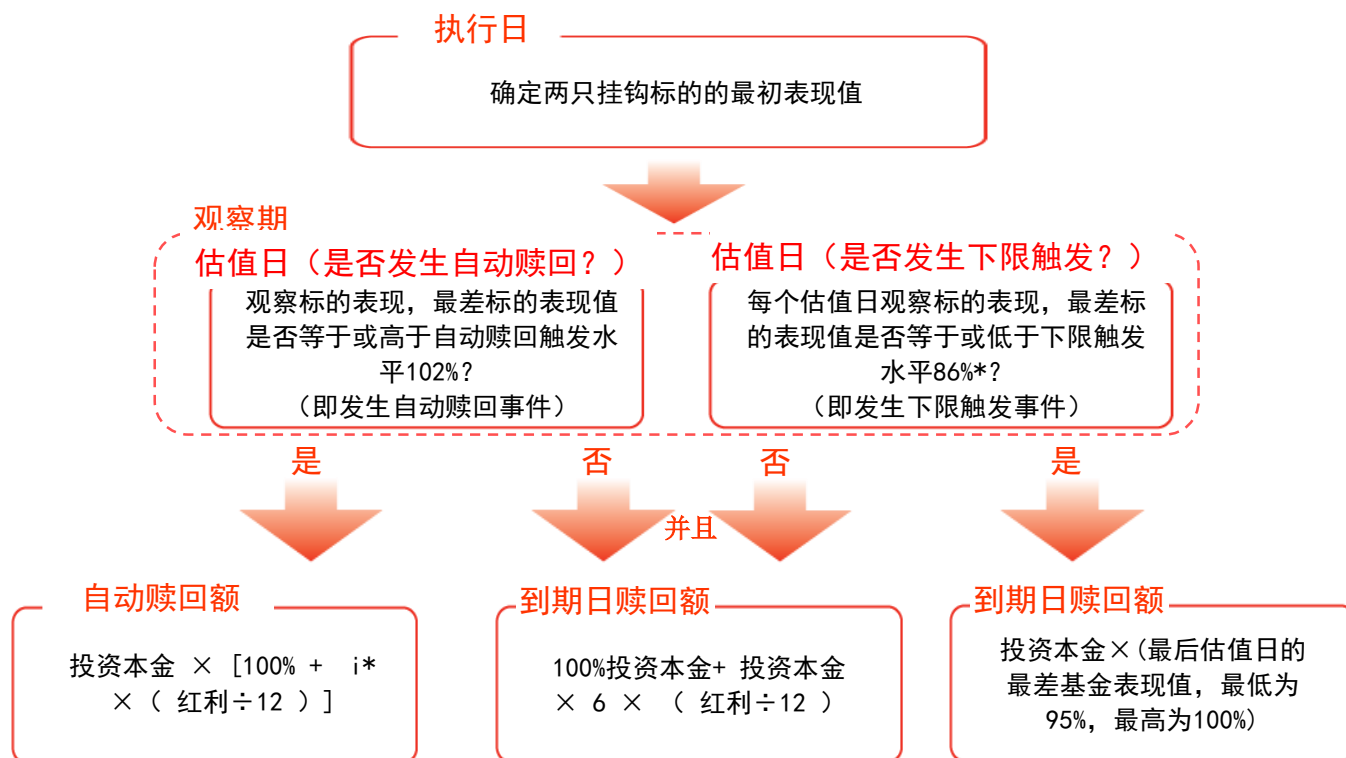 执行日
确定两只挂钩标的的最初表现值
观察期
估值日（是否发生自动赎回？）
观察标的表现，最差标的表现值
是否等于或高于自动赎回触发水
平102%？
（即发生自动赎回事件）
估值日（是否发生下限触发？）
每个估值日观察标的表现，最差标
的表现值是否等于或低于下限触发
水平86%*？
（即发生下限触发事件）
是
否
否
是
并且
自动赎回额
投资本金 × [100% + i*
×（ 红利÷12 ）]
到期日赎回额
100%投资本金+ 投资本金
× 6 × （ 红利÷12 ）
到期日赎回额
投资本金×(最后估值日的
最差基金表现值，最低为
95%，最高为100%)